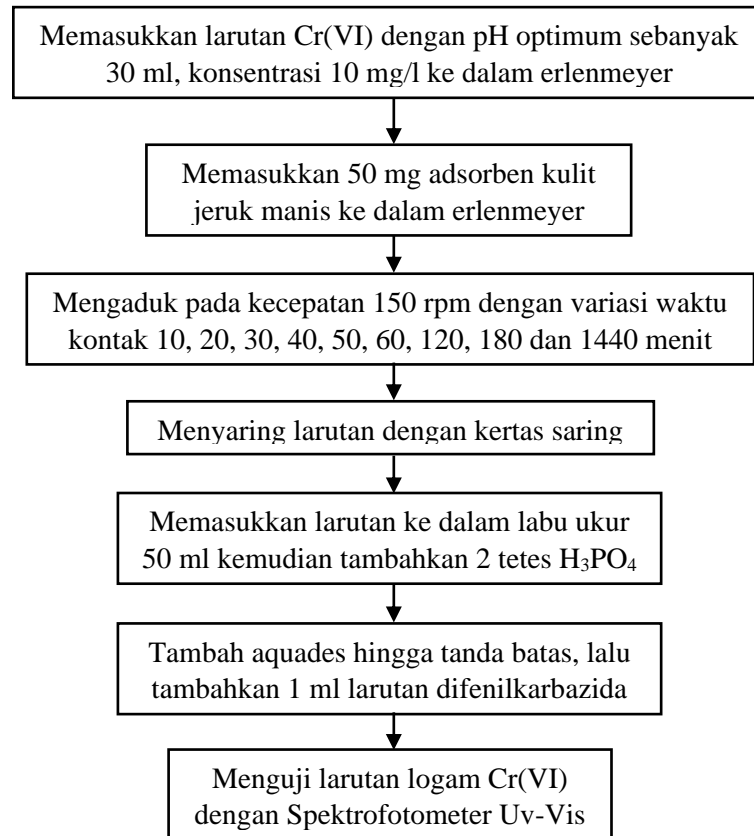 Memasukkan larutan Cr(VI) dengan pH optimum sebanyak
30 ml, konsentrasi 10 mg/l ke dalam erlenmeyer
Memasukkan 50 mg adsorben kulit
jeruk manis ke dalam erlenmeyer
Mengaduk pada kecepatan 150 rpm dengan variasi waktu
kontak 10, 20, 30, 40, 50, 60, 120, 180 dan 1440 menit
Menyaring larutan dengan kertas saring
Memasukkan larutan ke dalam labu ukur
50 ml kemudian tambahkan 2 tetes H₃PO₄
Tambah aquades hingga tanda batas, lalu
tambahkan 1 ml larutan difenilkarbazida
Menguji larutan logam Cr(VI)
dengan Spektrofotometer Uv-Vis